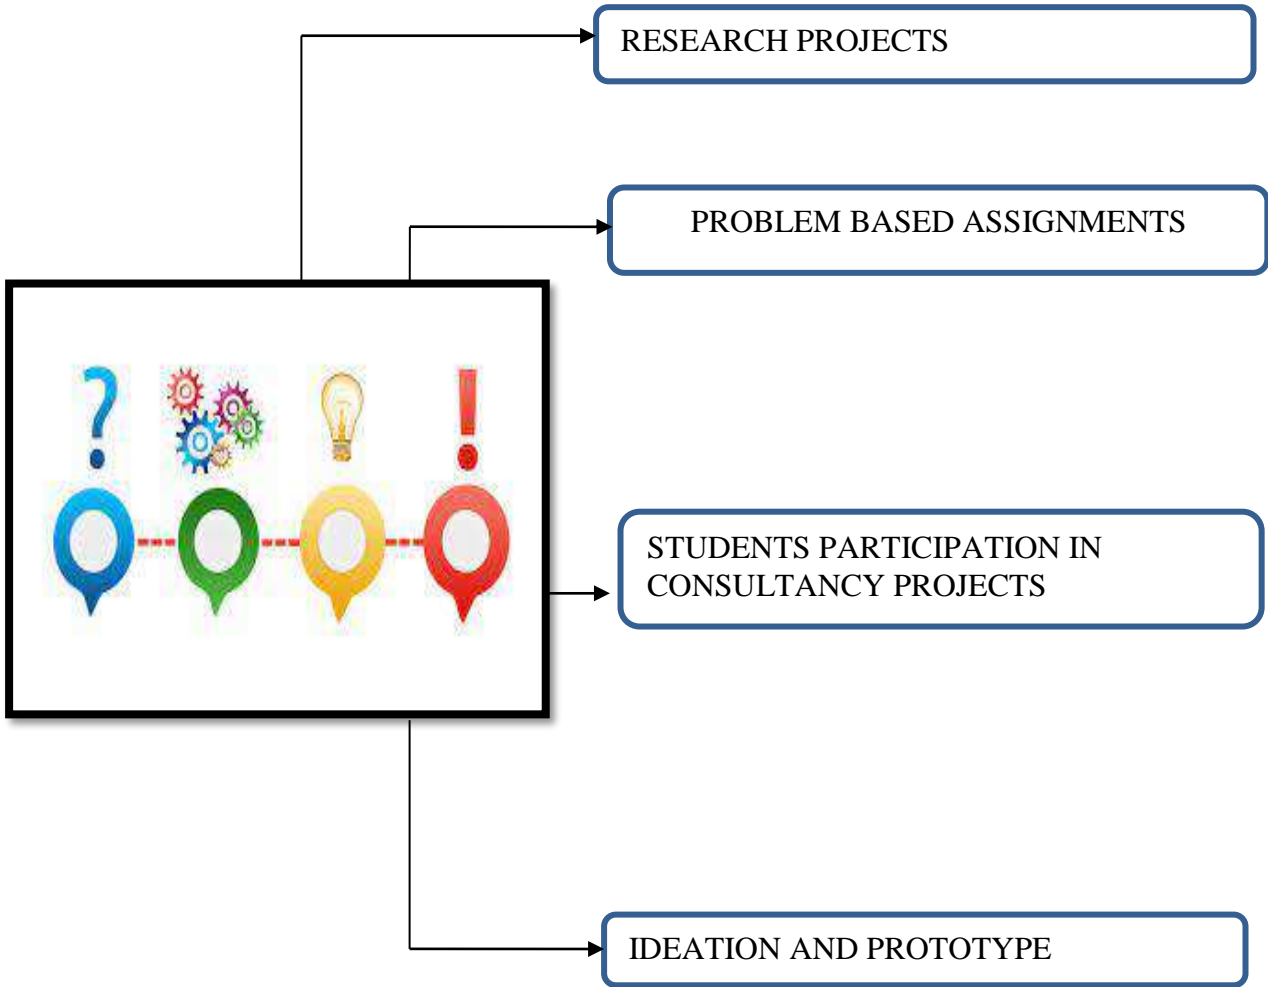 RESEARCH PROJECTS
PROBLEM BASED ASSIGNMENTS
STUDENTS PARTICIPATION IN
CONSULTANCY PROJECTS
IDEATION AND PROTOTYPE